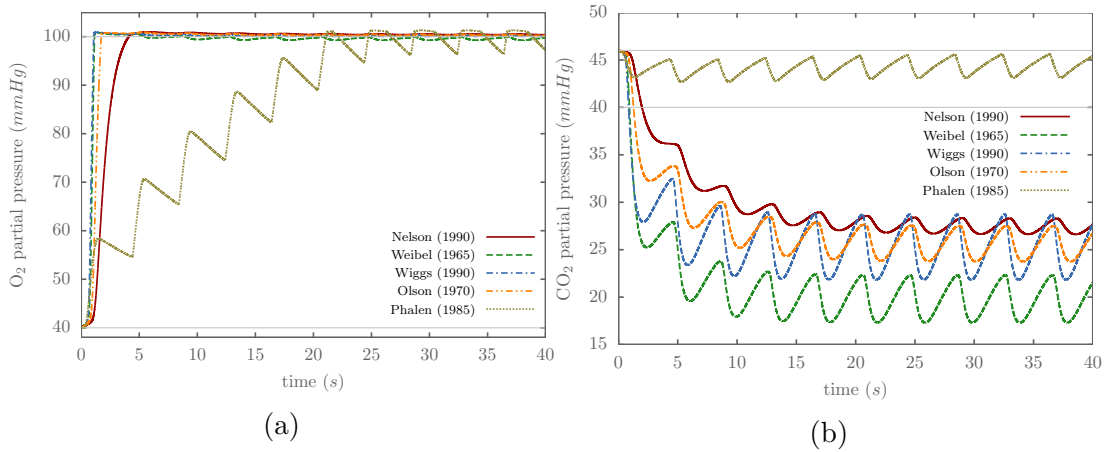 O₂ partial pressure (mmHg)
100
90
80
70
60
50
40
0 5 10 15 20 25 30 35 40
time (s)
Nelson (1990)
Weibel (1965)
Wiggs (1990)
Olson (1970)
Phalen (1985)
(a)
CO₂ partial pressure (mmHg)
50
45
40
35
30
25
20
15
0 5 10 15 20 25 30 35 40
time (s)
Nelson (1990)
Weibel (1965)
Wiggs (1990)
Olson (1970)
Phalen (1985)
(b)